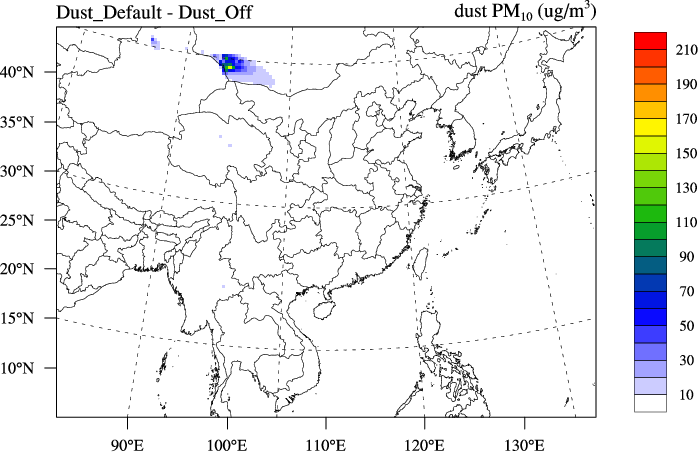 Dust_Default - Dust_Off
dust PM₁₀ (ug/m³)
40°N
35°N
30°N
25°N
20°N
15°N
10°N
90°E
100°E
110°E
120°E
130°E
210
190
170
150
130
110
90
70
50
30
10